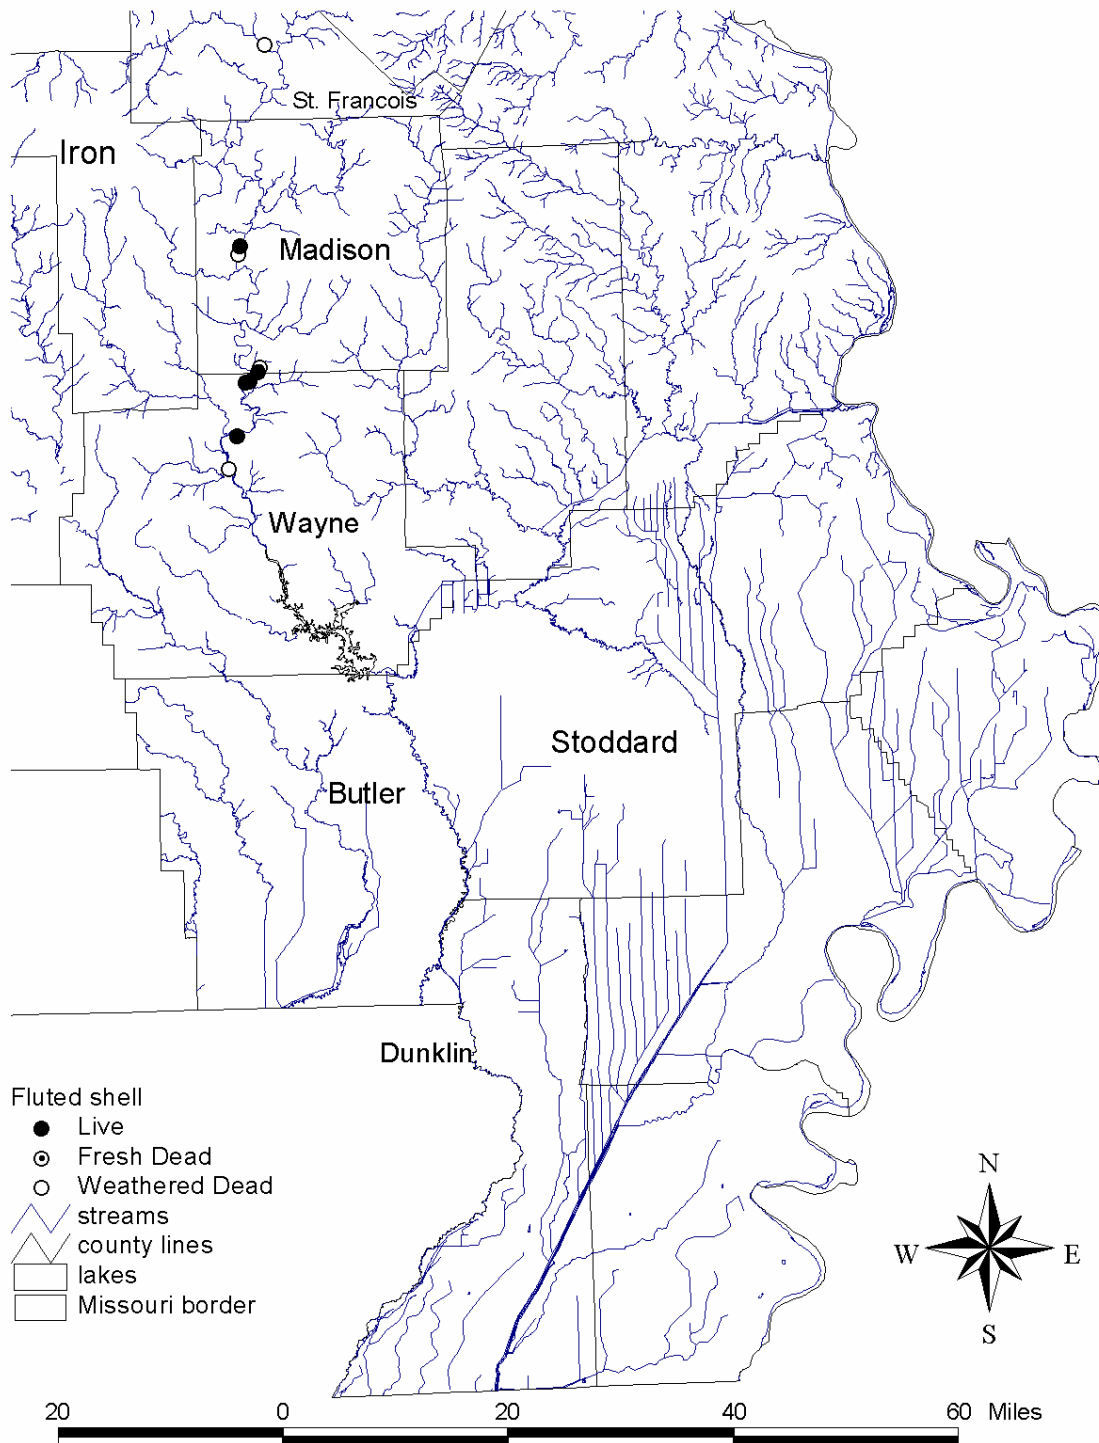 St. Francois
Iron
Madison
Wayne
Stoddard
Butler
Dunklin
Fluted shell
Live
Fresh Dead
Weathered Dead
streams
county lines
lakes
Missouri border
N
W E
S
20 0 20 40 60 Miles